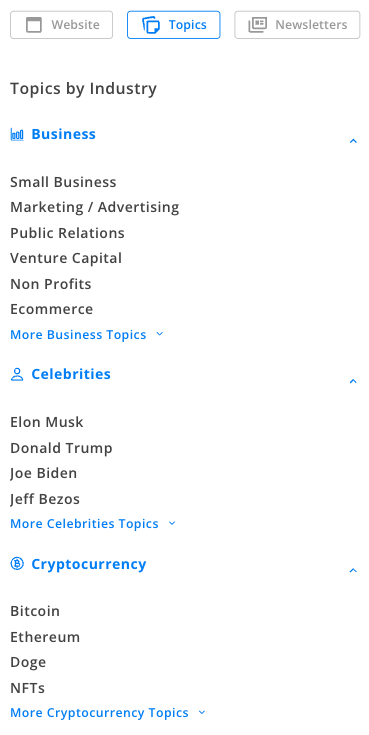 Website Topics Newsletters
Topics by Industry
Business
Small Business
Marketing / Advertising
Public Relations
Venture Capital
Non Profits
Ecommerce
More Business Topics
Celebrities
Elon Musk
Donald Trump
Joe Biden
Jeff Bezos
More Celebrities Topics
Cryptocurrency
Bitcoin
Ethereum
Doge
NFTs
More Cryptocurrency Topics